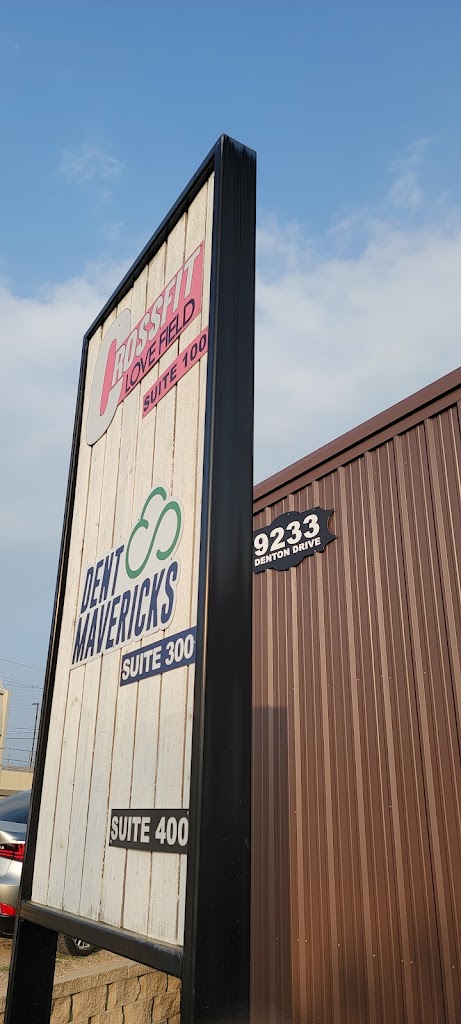 CROSSFIT
LOVE FIELD
SUITE 100
DENT
MAVERICKS
SUITE 300
SUITE 400
9233
DENTON DRIVE